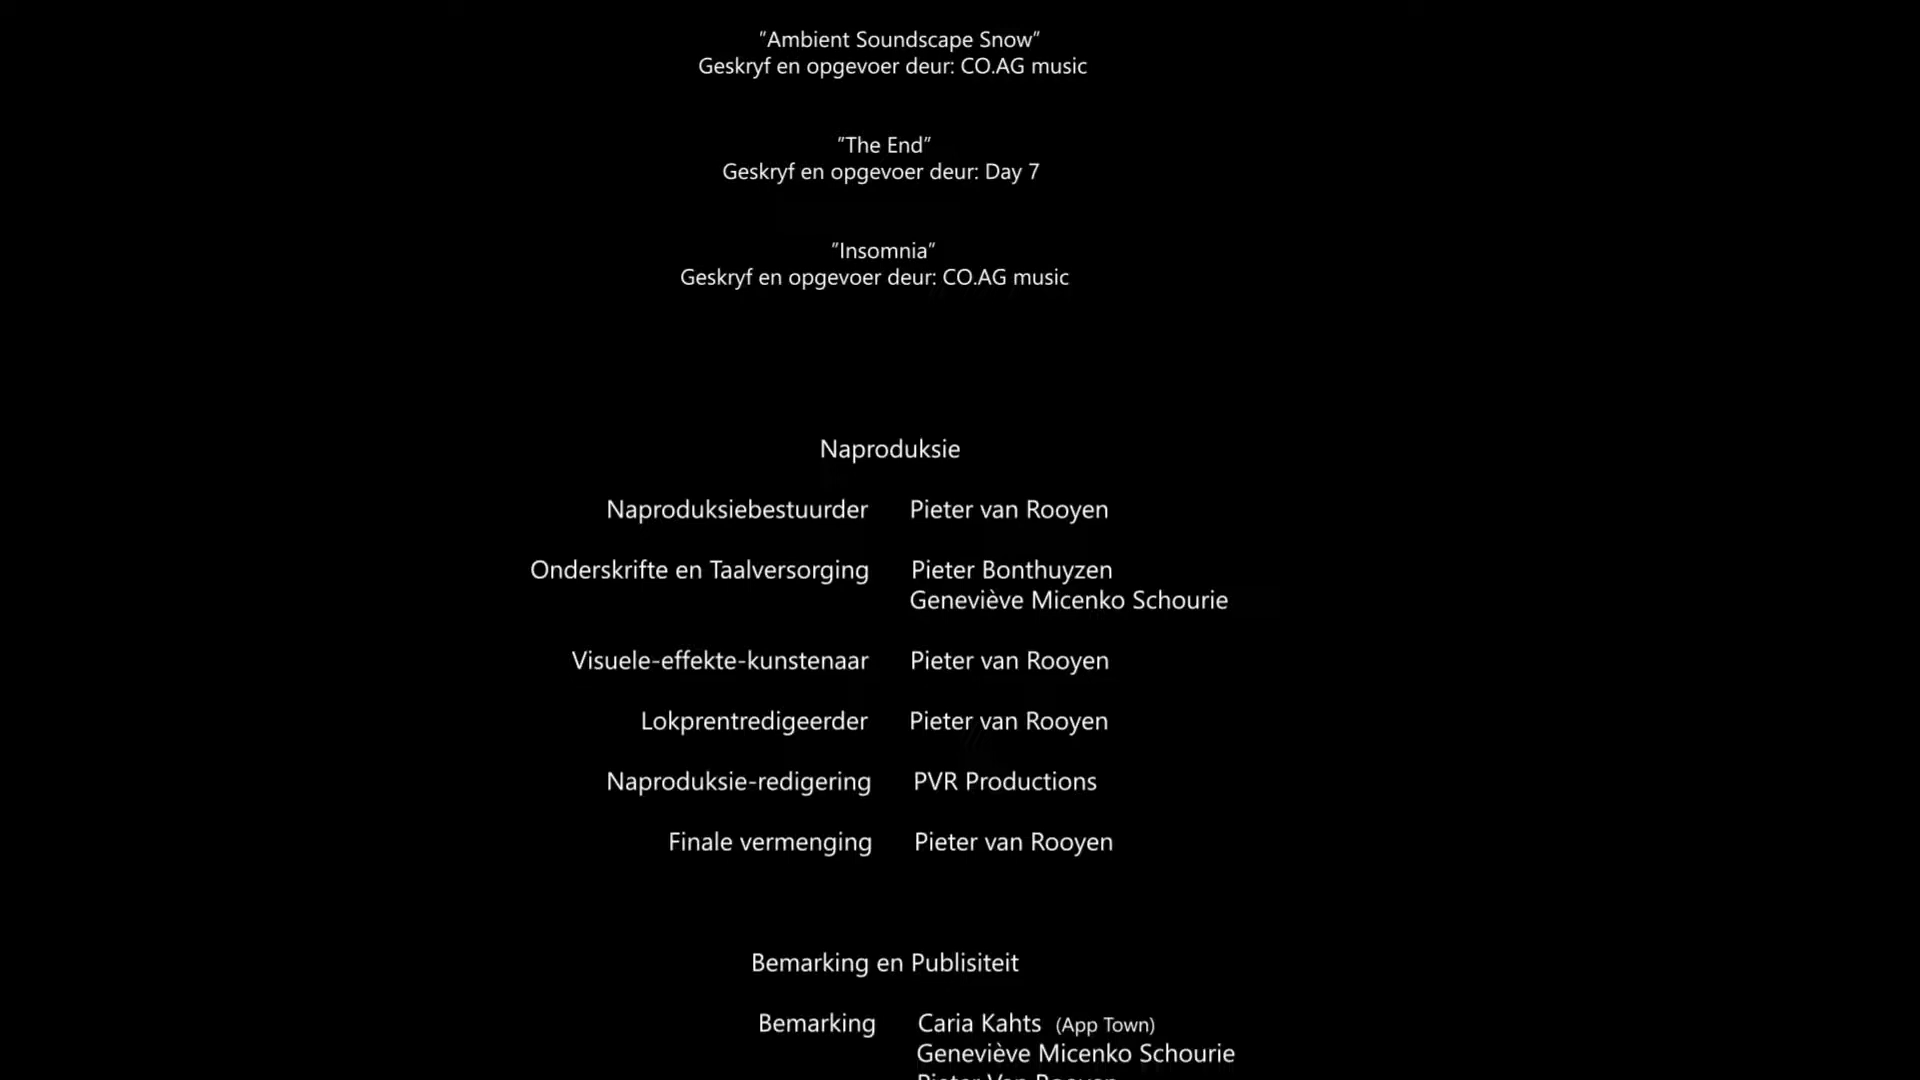 "Ambient Soundscape Snow"
Geskryf en opgevoer deur: CO.AG music
"The End"
Geskryf en opgevoer deur: Day 7
"Insomnia"
Geskryf en opgevoer deur: CO.AG music
Naproduksie
Naproduksiebestuurder Pieter van Rooyen
Onderskrifte en Taalversorging Pieter Bonthuyzen
Geneviève Micenko Schourie
Visuele-effekte-kunstenaar Pieter van Rooyen
Lokprentredigeerder Pieter van Rooyen
Naproduksie-redigering PVR Productions
Finale vermenging Pieter van Rooyen
Bemarking en Publisiteit
Bemarking Caria Kahts (App Town)
Geneviève Micenko Schourie
Pieter Van Rooyen